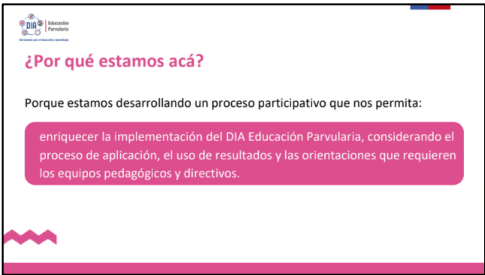 DIA
Educación
Parvularia
¿Por qué estamos acá?
Porque estamos desarrollando un proceso participativo que nos permita:
enriquecer la implementación del DIA Educación Parvularia, considerando el
proceso de aplicación, el uso de resultados y las orientaciones que requieren
los equipos pedagógicos y directivos.